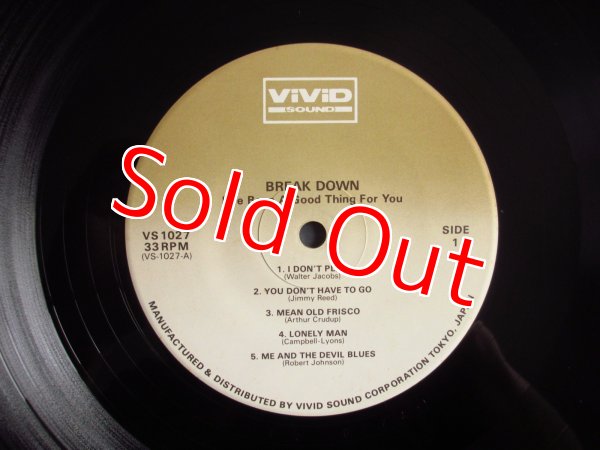 ViViD
SOUND
BREAK DOWN
A Good Thing For You
VS 1027
33 RPM
(VS-1027-A)
SIDE
1
Sold Out
1. I DON'T
(Walter Jacobs)
2. YOU DON'T HAVE TO GO
(Jimmy Reed)
3. MEAN OLD FRISCO
(Arthur Crudup)
4. LONELY MAN
(Campbell-Lyons)
5. ME AND THE DEVIL BLUES
(Robert Johnson)
MANUFACTURED & DISTRIBUTED BY VIVID SOUND CORPORATION TOKYO, JAPAN